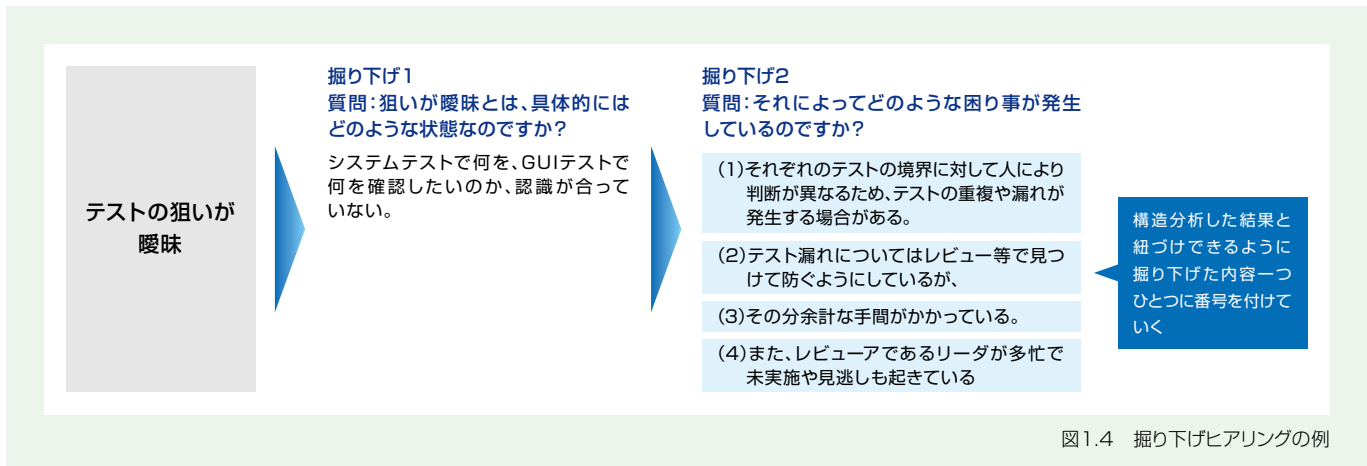 テストの狙いが
曖昧
掘り下げ1
質問:狙いが曖昧とは、具体的には
どのような状態なのですか?
システムテストで何を、GUIテストで
何を確認したいのか、認識が合って
いない。
掘り下げ2
質問:それによってどのような困り事が発生
しているのですか?
(1)それぞれのテストの境界に対して人により
判断が異なるため、テストの重複や漏れが
発生する場合がある。
(2)テスト漏れについてはレビュー等で見つ
けて防ぐようにしているが、
(3)その分余計な手間がかかっている。
(4)また、レビューアであるリーダが多忙で
未実施や見逃しも起きている
構造分析した結果と
紐づけできるように
掘り下げた内容一つ
ひとつに番号を付けて
いく
図1.4 掘り下げヒアリングの例